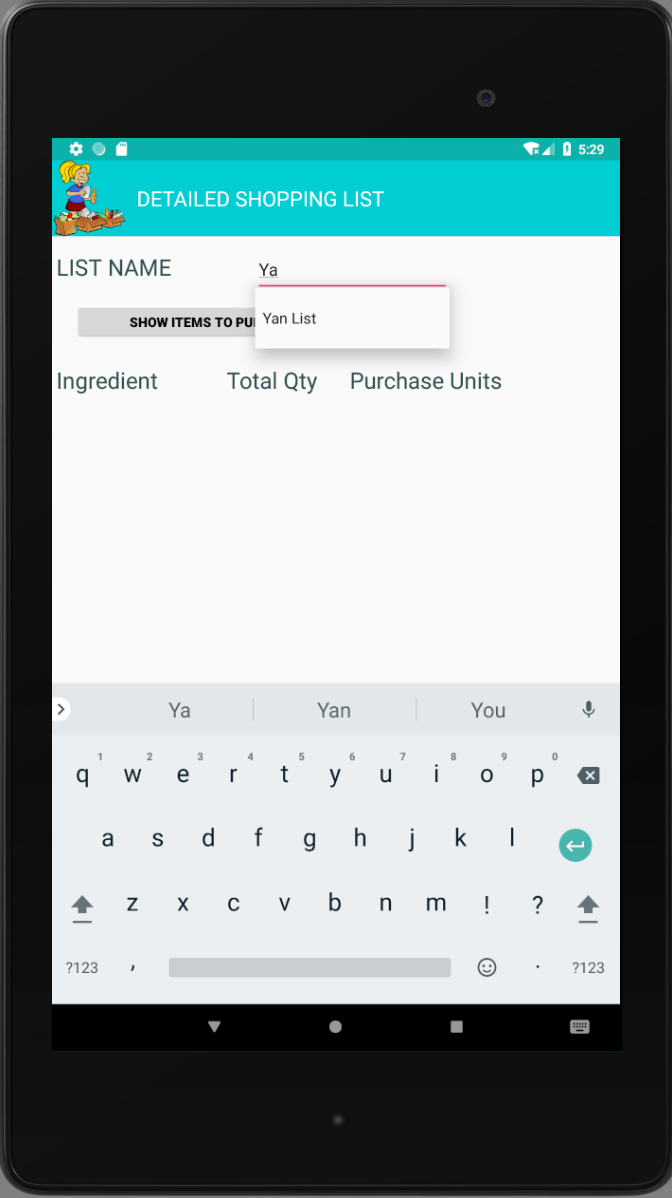 5:29
DETAILED SHOPPING LIST
LIST NAME
Ya
SHOW ITEMS TO PU
Yan List
Ingredient Total Qty Purchase Units
Ya Yan You
1 2 3 4 5 6 7 8 9 0
q w e r t y u i o p
a s d f g h j k l
z x c v b n m ! ?
?123 , . ?123